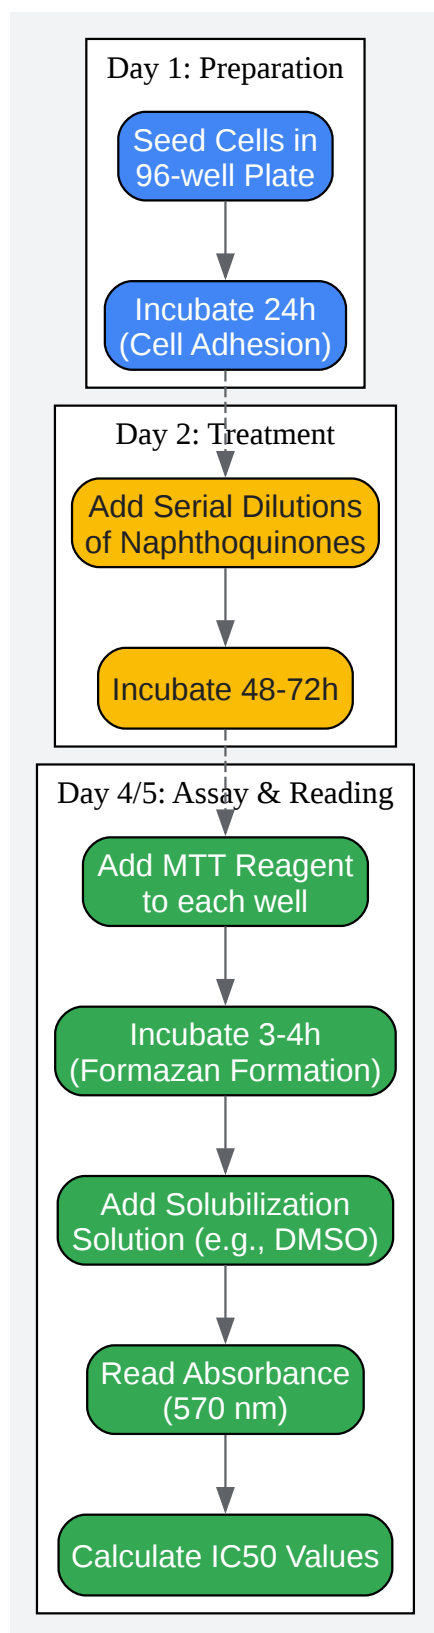 Day 1: Preparation
Seed Cells in
96-well Plate
Incubate 24h
(Cell Adhesion)
Day 2: Treatment
Add Serial Dilutions
of Naphthoquinones
Incubate 48-72h
Day 4/5: Assay & Reading
Add MTT Reagent
to each well
Incubate 3-4h
(Formazan Formation)
Add Solubilization
Solution (e.g., DMSO)
Read Absorbance
(570 nm)
Calculate IC50 Values